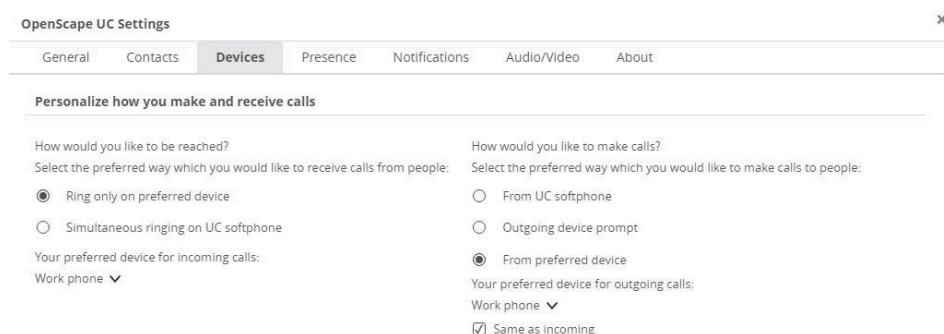 OpenScape UC Settings
General Contacts Devices Presence Notifications Audio/Video About
Personalize how you make and receive calls
How would you like to be reached?
Select the preferred way which you would like to receive calls from people:
Ring only on preferred device
Simultaneous ringing on UC softphone
Your preferred device for incoming calls:
Work phone
How would you like to make calls?
Select the preferred way which you would like to make calls to people:
From UC softphone
Outgoing device prompt
From preferred device
Your preferred device for outgoing calls:
Work phone
Same as incoming